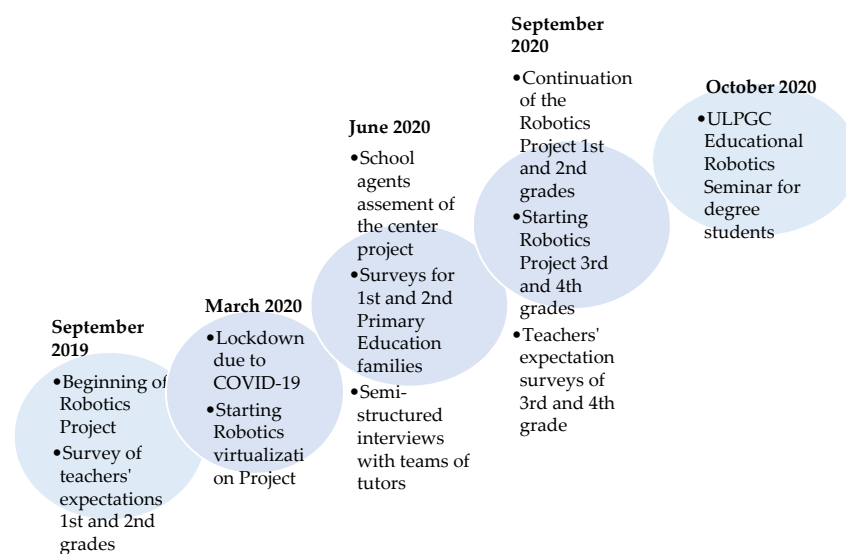 September
2019
•Beginning of
Robotics
Project
•Survey of
teachers'
expectations
1st and 2nd
grades
March 2020
•Lockdown
due to
COVID-19
•Starting
Robotics
virtualizati
on Project
June 2020
•School
agents
assement of
the center
project
•Surveys for
1st and 2nd
Primary
Education
families
•Semi-
structured
interviews
with teams of
tutors
September
2020
•Continuation
of the
Robotics
Project 1st
and 2nd
grades
•Starting
Robotics
Project 3rd
and 4th
grades
•Teachers'
expectation
surveys of
3rd and 4th
grade
October 2020
•ULPGC
Educational
Robotics
Seminar for
degree
students